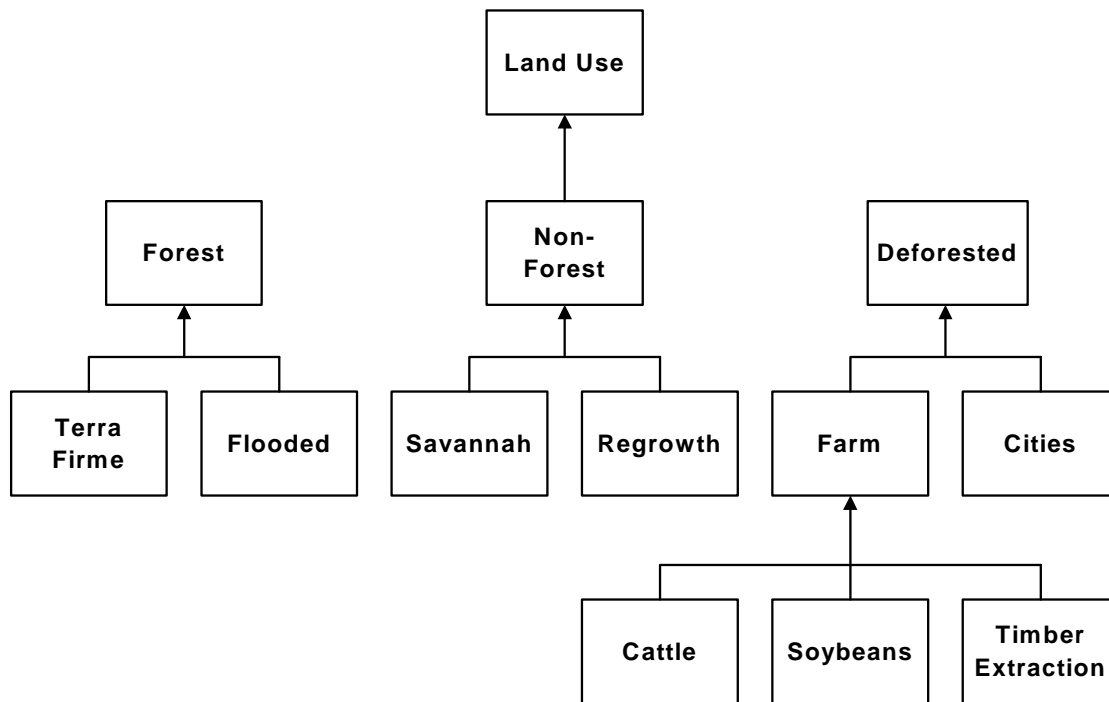 Land Use
Forest
Non-
Forest
Deforested
Terra
Firme
Flooded
Savannah
Regrowth
Farm
Cities
Cattle
Soybeans
Timber
Extraction